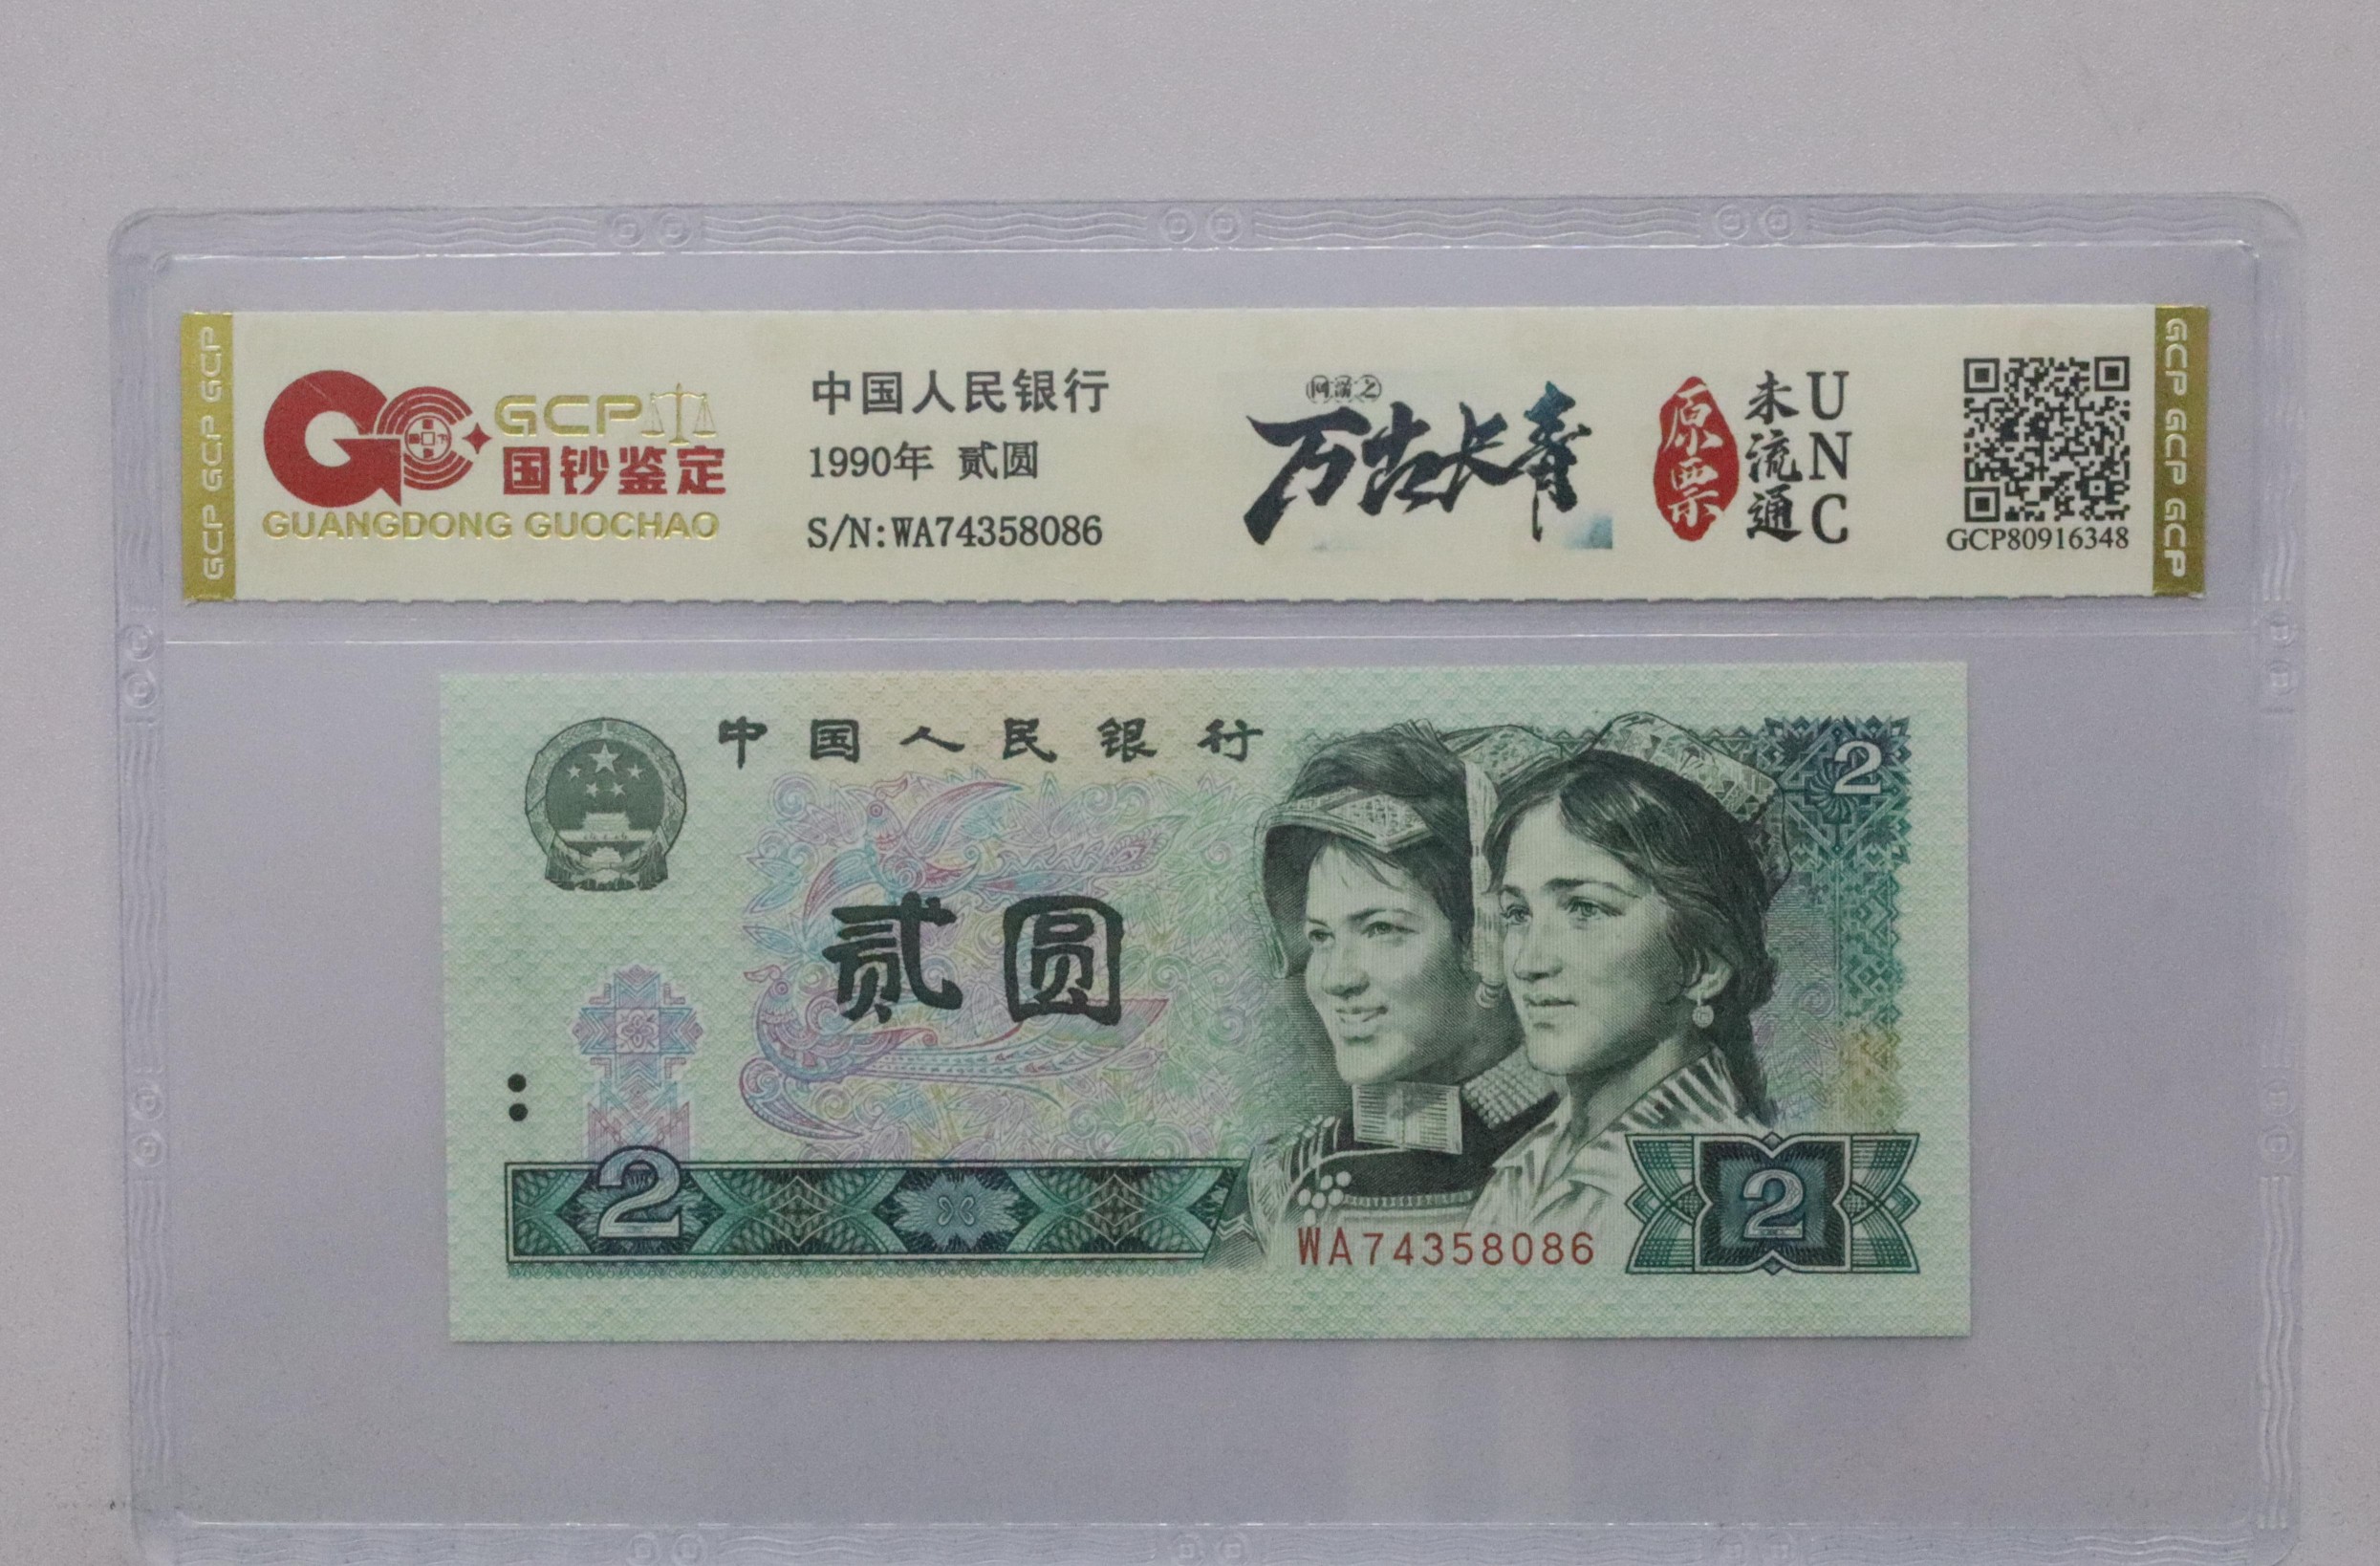 GCP GCP GCP
GCP
国钞鉴定
GUANGDONG GUOCHAO
中国人民银行
1990年 贰圆
S/N:WA74358086
万古长青
原票
未流通
UNC
GCP80916348
GCP GCP GCP
中国人民银行
2
贰圆
2
WA74358086
2